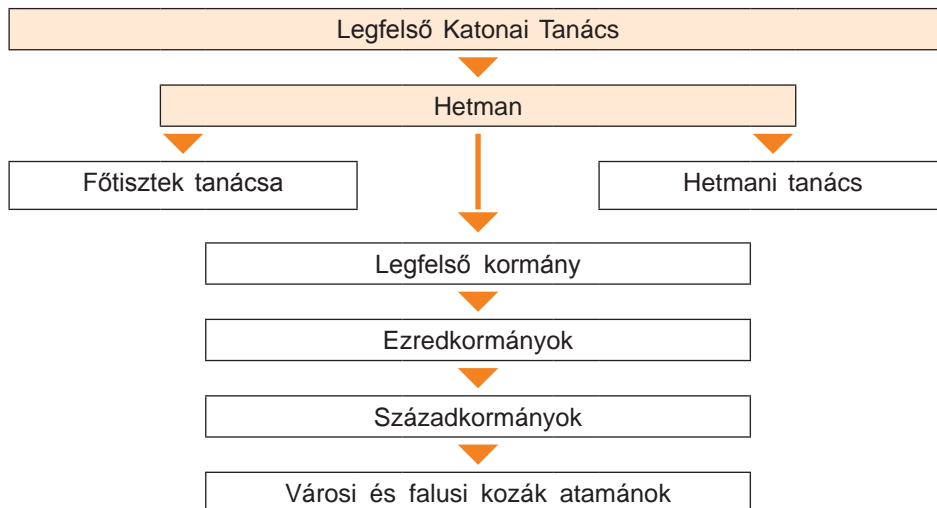 Legfelső Katonai Tanács
Hetman
Főtisztek tanácsa
Hetmani tanács
Legfelső kormány
Ezredkormányok
Századkormányok
Városi és falusi kozák atamánok